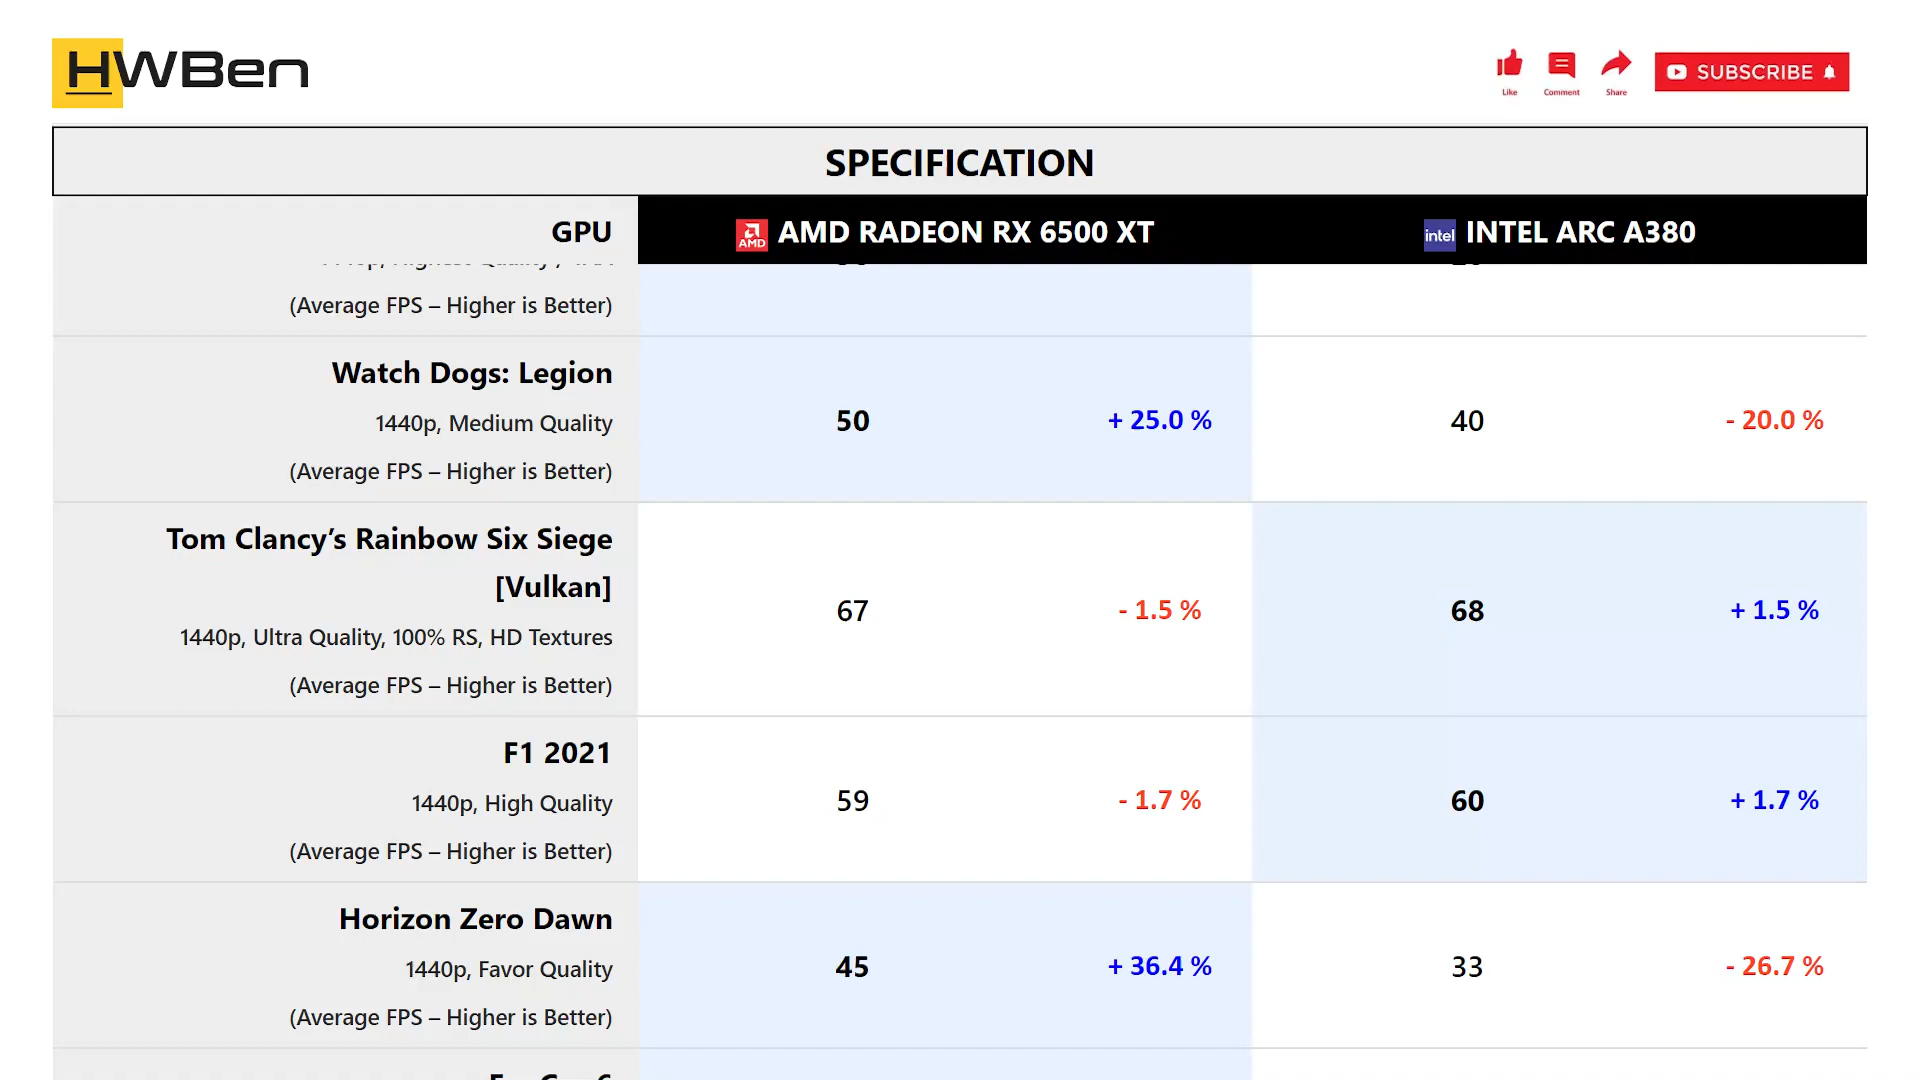 HWBen
Like
Comment
Share
SUBSCRIBE
SPECIFICATION
GPU
AMD
AMD RADEON RX 6500 XT
intel
INTEL ARC A380
(Average FPS – Higher is Better)
Watch Dogs: Legion
1440p, Medium Quality
(Average FPS – Higher is Better)
50
+ 25.0 %
40
- 20.0 %
Tom Clancy’s Rainbow Six Siege
[Vulkan]
1440p, Ultra Quality, 100% RS, HD Textures
(Average FPS – Higher is Better)
67
- 1.5 %
68
+ 1.5 %
F1 2021
1440p, High Quality
(Average FPS – Higher is Better)
59
- 1.7 %
60
+ 1.7 %
Horizon Zero Dawn
1440p, Favor Quality
(Average FPS – Higher is Better)
45
+ 36.4 %
33
- 26.7 %